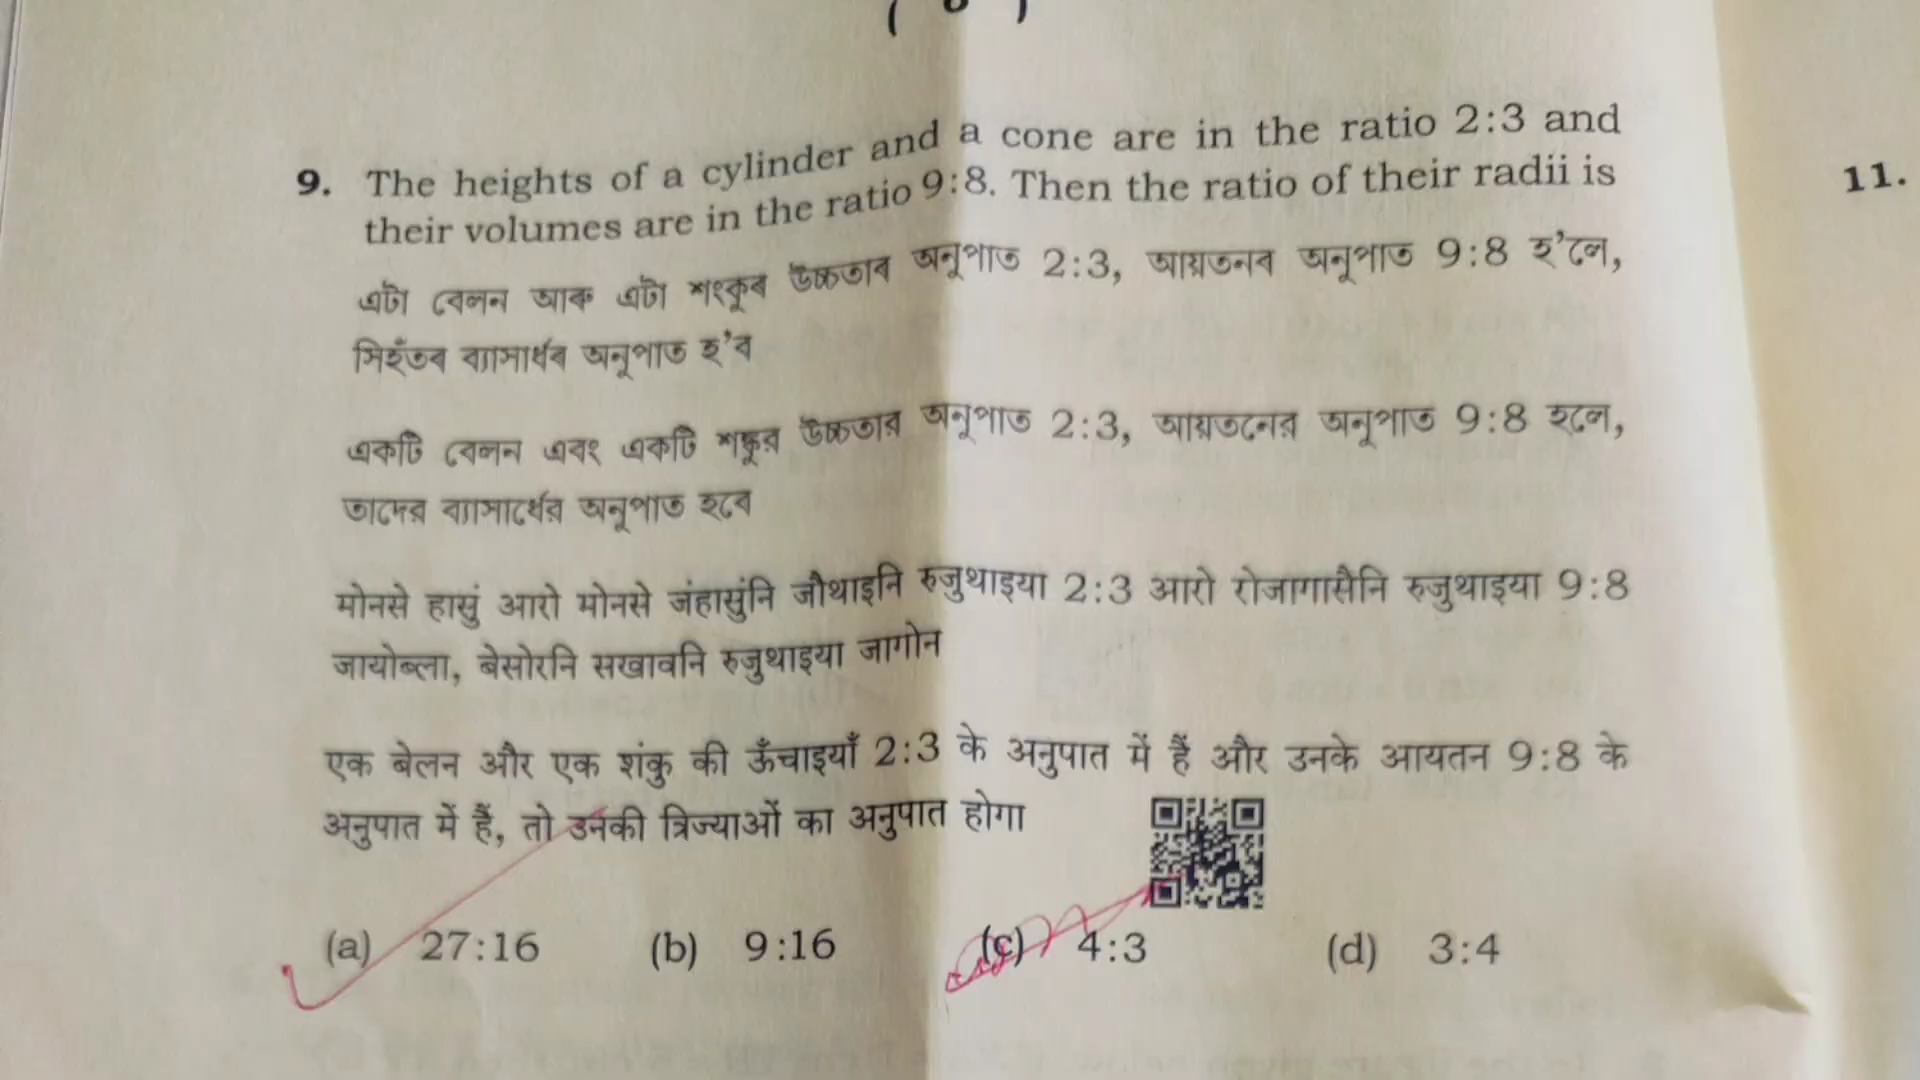 9. The heights of a cylinder and a cone are in the ratio 2:3 and
their volumes are in the ratio 9:8. Then the ratio of their radii is
11.
এটা বেলন আৰু এটা শংকুৰ উচ্চতাৰ অনুপাত 2:3, আয়তনৰ অনুপাত 9:8 হ’লে,
সিহঁতৰ ব্যাসাৰ্ধৰ অনুপাত হ’ব
একটি বেলন এবং একটি শঙ্কুর উচ্চতার অনুপাত 2:3, আয়তনের অনুপাত 9:8 হলে,
তাদের ব্যাসার্ধের অনুপাত হবে
मोनसे हासुं आरो मोनसे जंहासुंनि जौथाइनि रुजुथाइया 2:3 आरो रोजागासैनि रुजुथाइया 9:8
जायोब्ला, बेसोरनि सखावनि रुजुथाइया जागोन
एक बेलन और एक शंकु की ऊँचाइयाँ 2:3 के अनुपात में हैं और उनके आयतन 9:8 के
अनुपात में हैं, तो उनकी त्रिज्याओं का अनुपात होगा
(a) 27:16 (b) 9:16 (c) 4:3 (d) 3:4